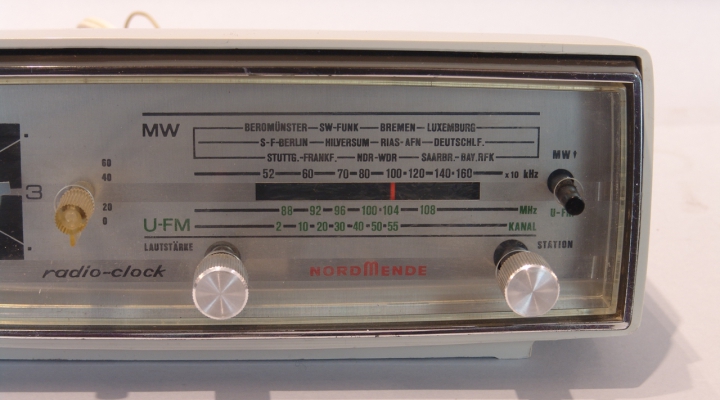 MW
BEROMÜNSTER SW-FUNK BREMEN LUXEMBURG
S-F-BERLIN HILVERSUM RIAS-AFN DEUTSCHLF.
STUTTG.-FRANKF. NDR-WDR SAARBR.-BAY.RFK
52 60 70 80 100 120 140 160 x10 kHz
MW
60
40
20
0
3
88 92 96 100 104 108 MHz
U-FM 2 10 20 30 40 50 55 KANAL
U-FM
LAUTSTÄRKE
STATION
radio-clock
NORDMENDE